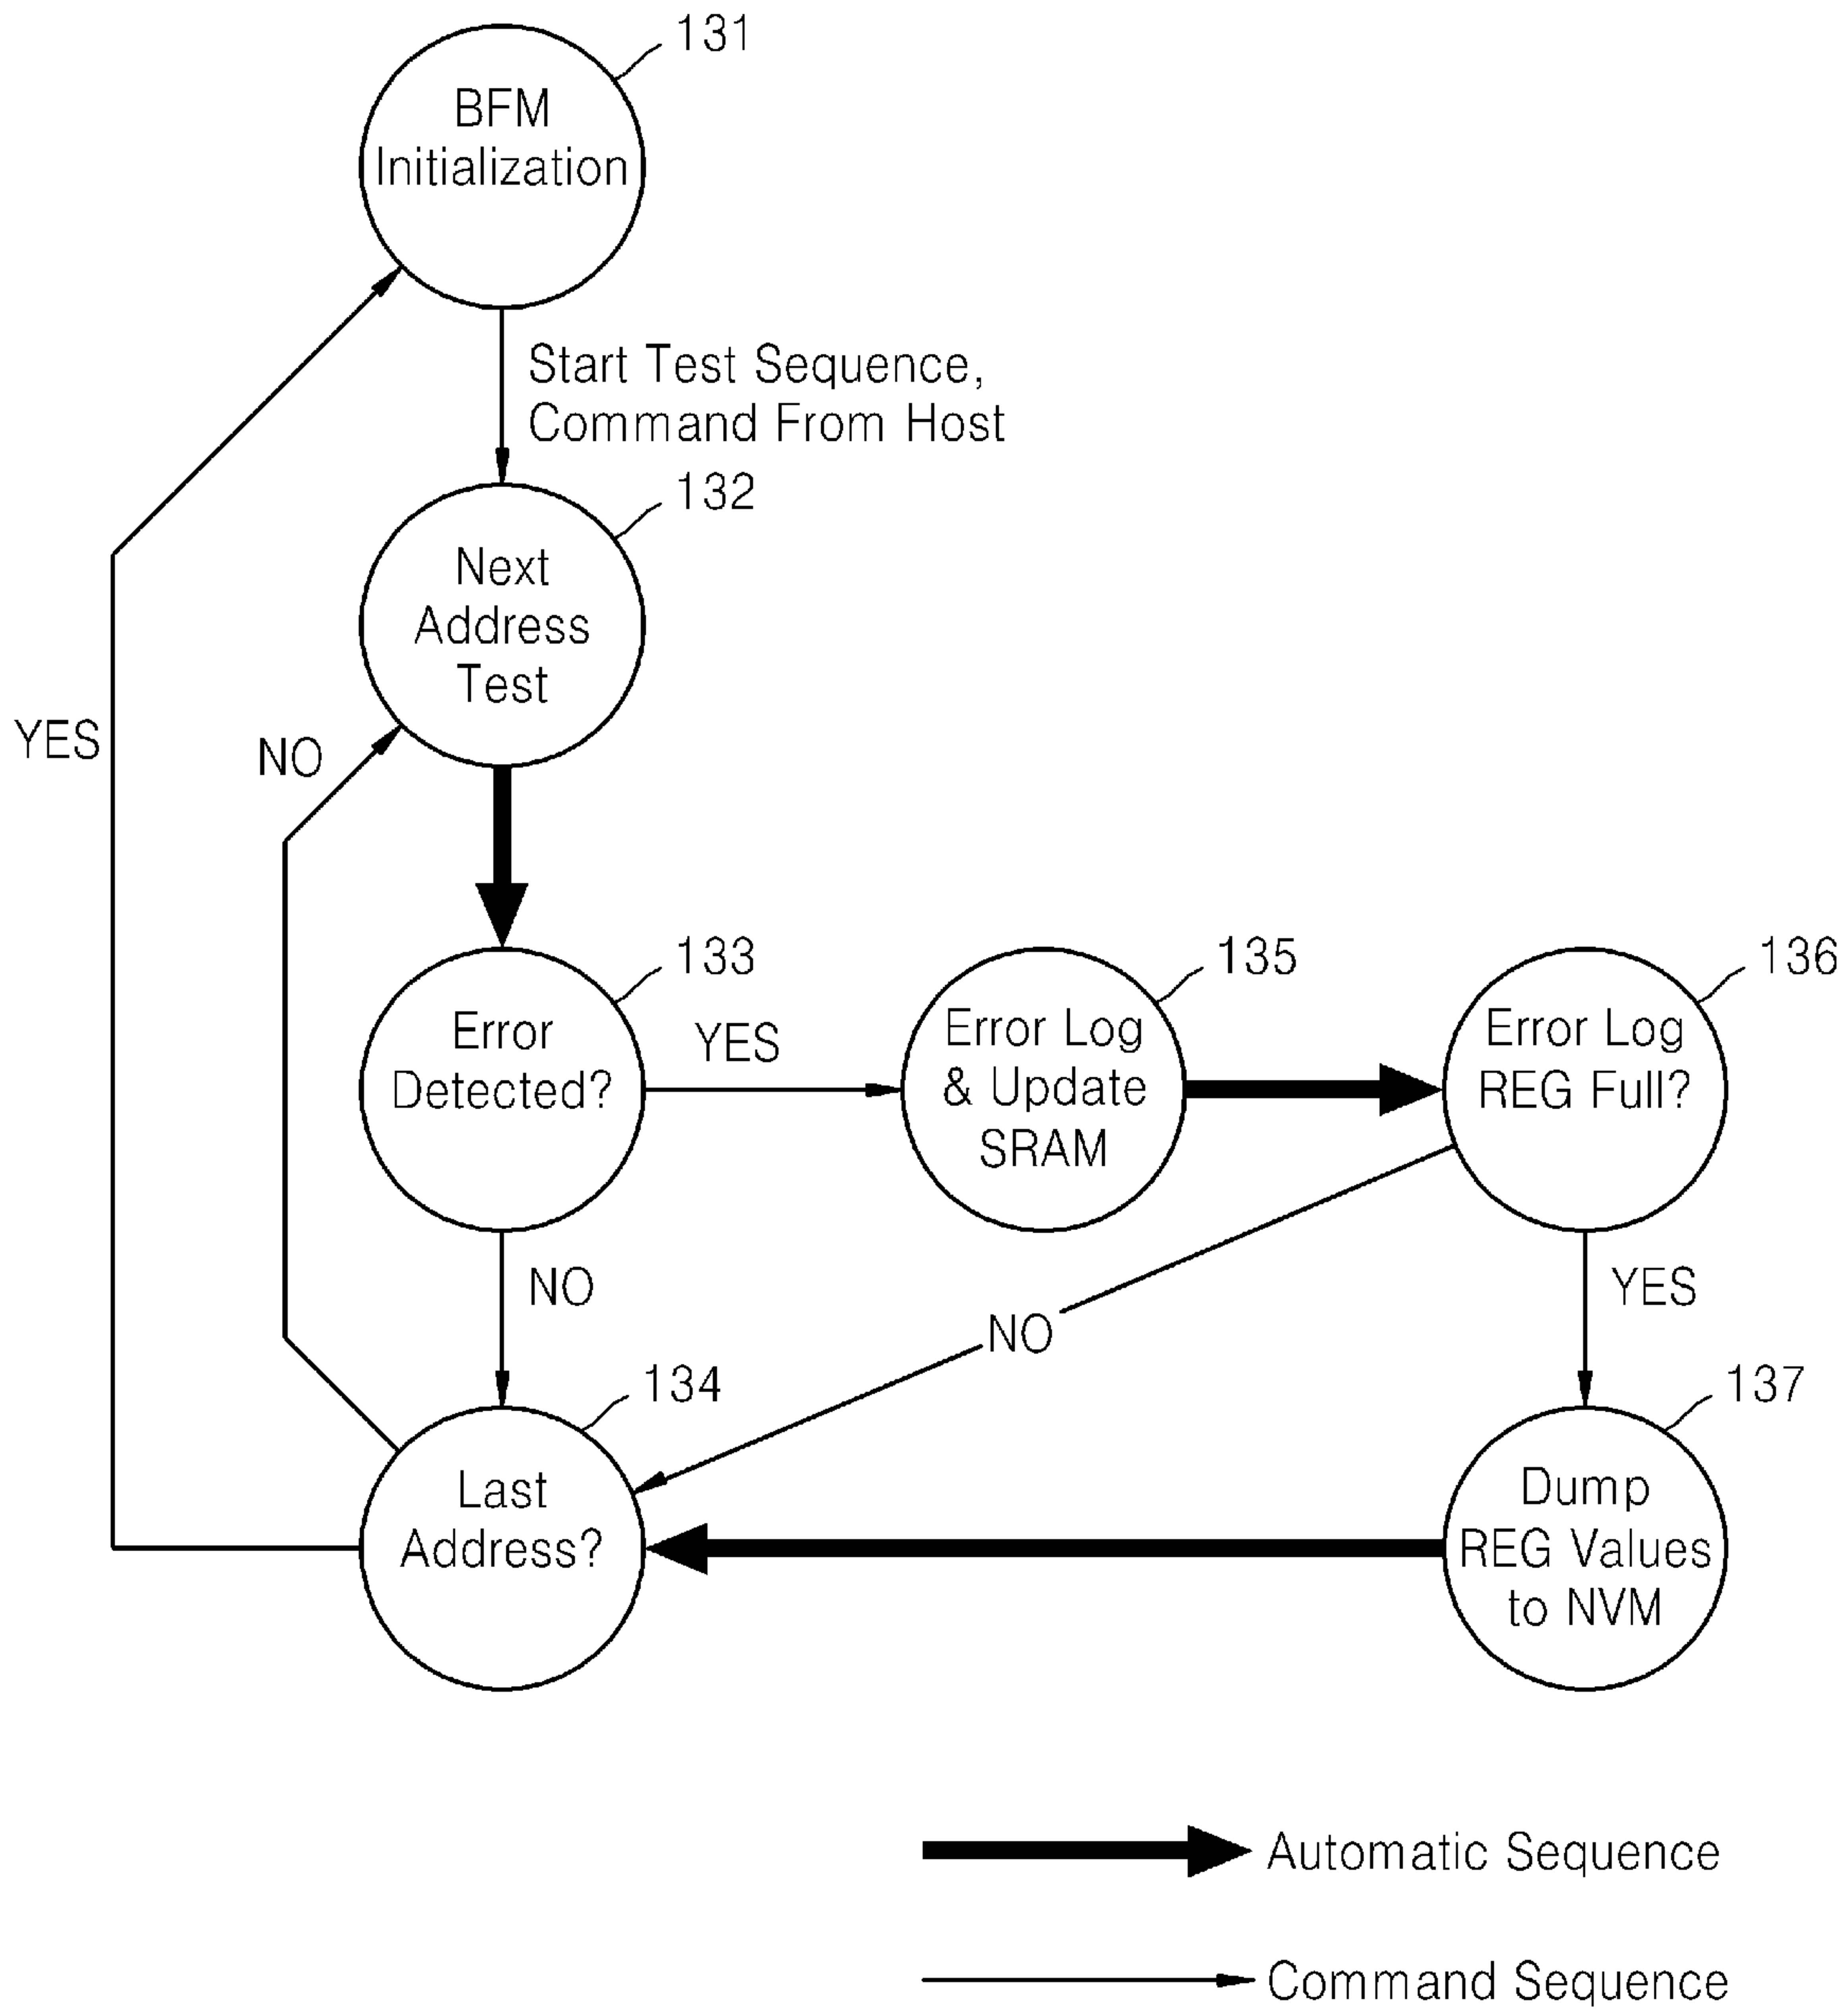 131
BFM
Initialization
Start Test Sequence,
Command From Host
132
Next
Address
Test
YES
NO
133
Error
Detected?
YES
135
Error Log
& Update
SRAM
136
Error Log
REG Full?
NO
NO
YES
134
Last
Address?
137
Dump
REG Values
to NVM
Automatic Sequence
Command Sequence